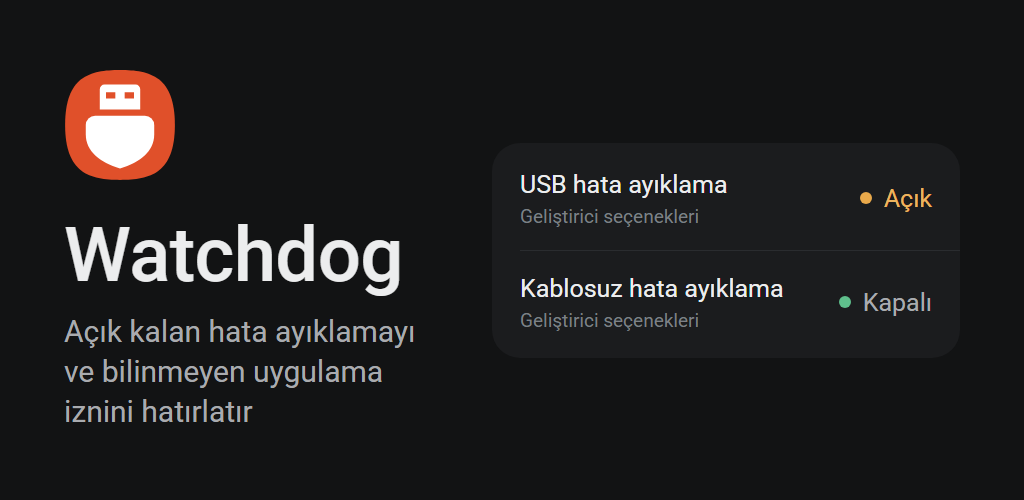 Watchdog
Açık kalan hata ayıklamayı
ve bilinmeyen uygulama
iznini hatırlatır
USB hata ayıklama
Geliştirici seçenekleri
Açık
Kablosuz hata ayıklama
Geliştirici seçenekleri
Kapalı